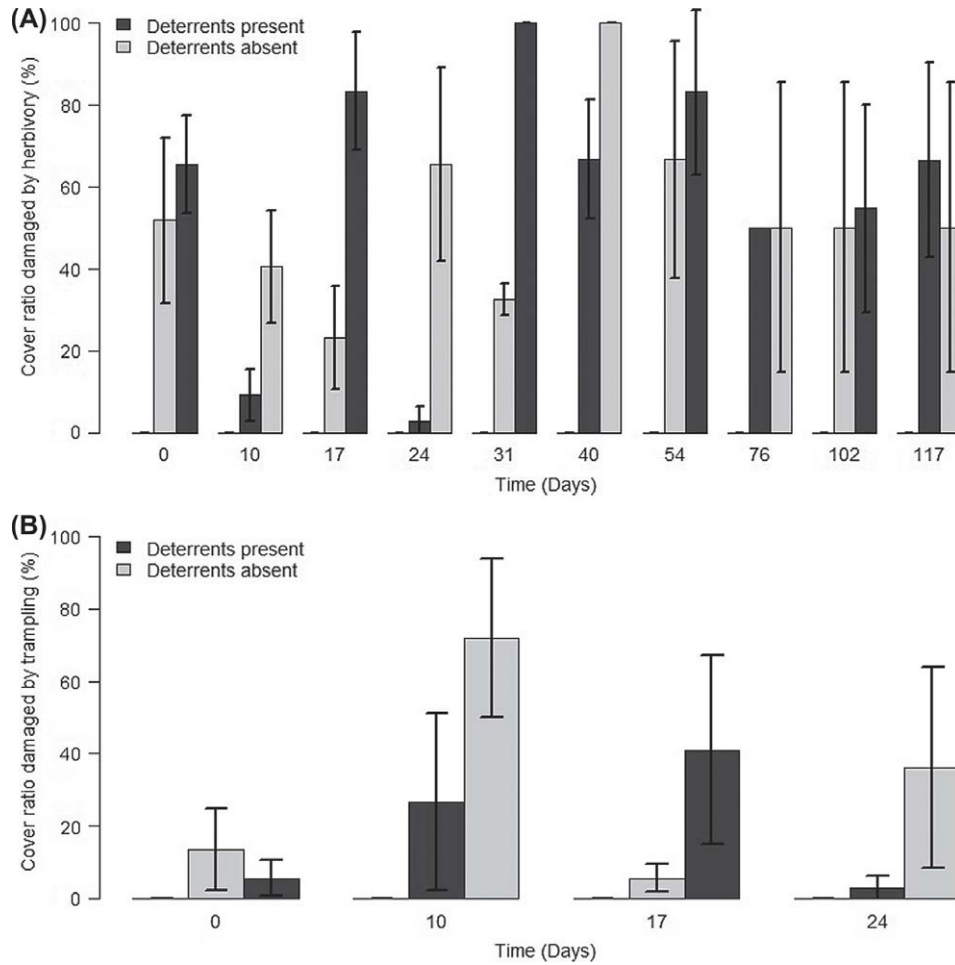 (A)
Deterrents present
Deterrents absent
Cover ratio damaged by herbivory (%)
100
80
60
40
20
0
0 10 17 24 31 40 54 76 102 117
Time (Days)
(B)
Deterrents present
Deterrents absent
Cover ratio damaged by trampling (%)
100
80
60
40
20
0
0 10 17 24
Time (Days)